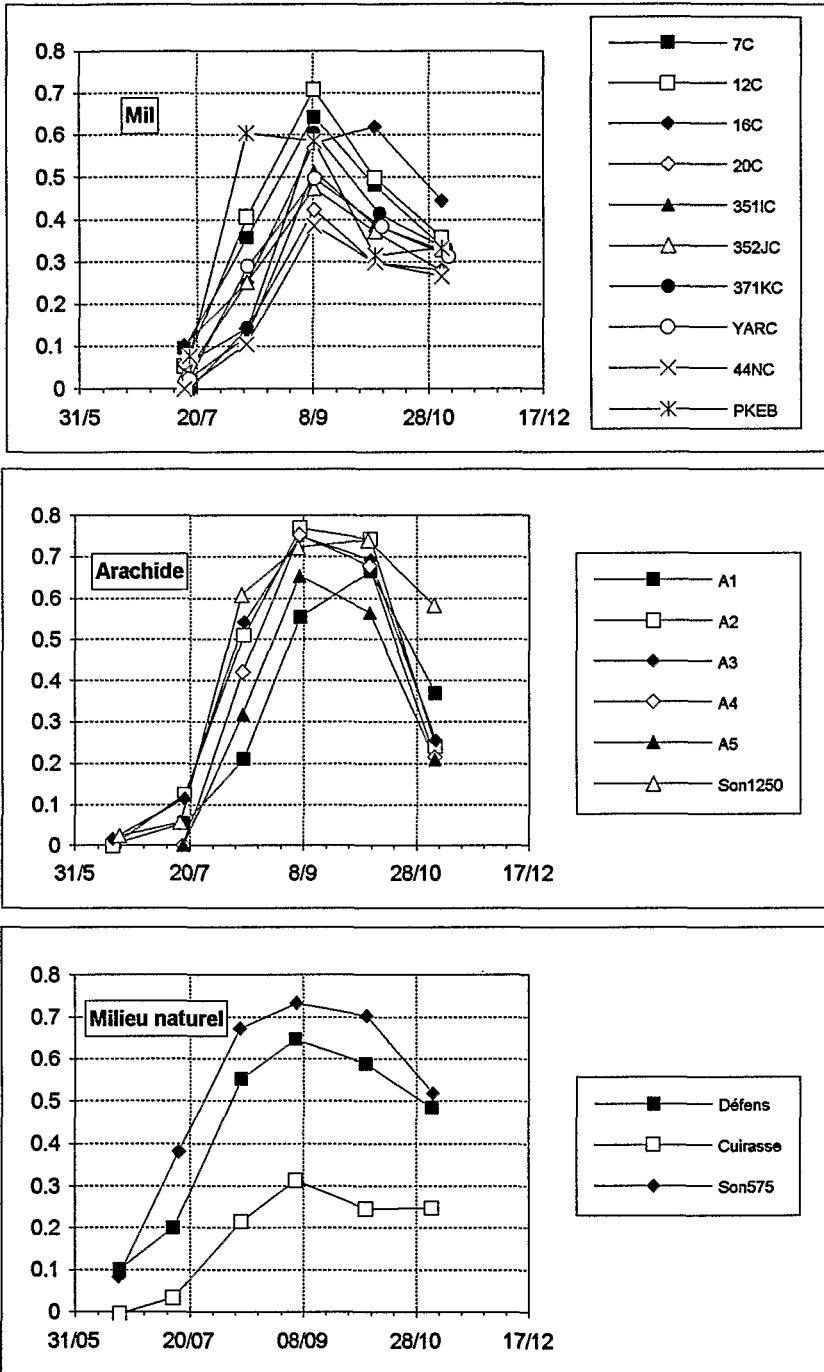 0.8
0.7
0.6
0.5
0.4
0.3
0.2
0.1
0
Mil
31/5 20/7 8/9 28/10 17/12
7C
12C
16C
20C
351IC
352JC
371KC
YARC
44NC
PKEB
0.8
0.7
0.6
0.5
0.4
0.3
0.2
0.1
0
Arachide
31/5 20/7 8/9 28/10 17/12
A1
A2
A3
A4
A5
Son1250
0.8
0.7
0.6
0.5
0.4
0.3
0.2
0.1
0
Milieu naturel
31/05 20/07 08/09 28/10 17/12
Défens
Cuirasse
Son575